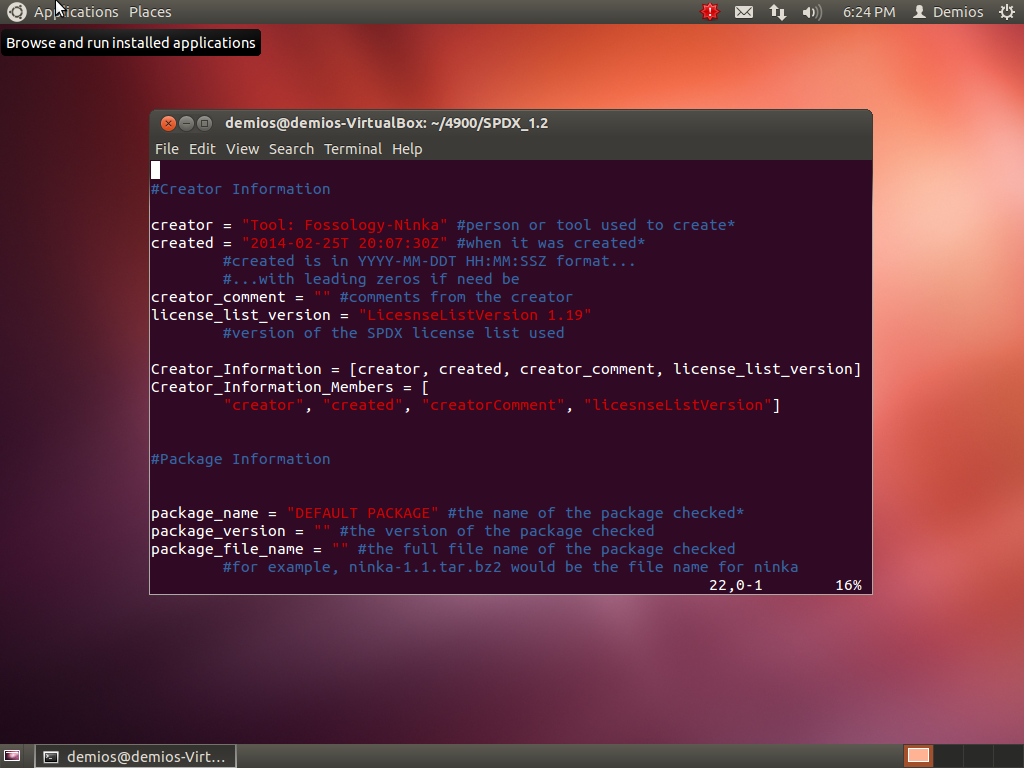 Applications Places 6:24 PM Demios
Browse and run installed applications
demios@demios-VirtualBox: ~/4900/SPDX_1.2
File Edit View Search Terminal Help
#Creator Information
creator = "Tool: Fossology-Ninka" #person or tool used to create*
created = "2014-02-25T 20:07:30Z" #when it was created*
#created is in YYYY-MM-DDT HH:MM:SSZ format...
#...with leading zeros if need be
creator_comment = "" #comments from the creator
license_list_version = "LicesnseListVersion 1.19"
#version of the SPDX license list used
Creator_Information = [creator, created, creator_comment, license_list_version]
Creator_Information_Members = [
"creator", "created", "creatorComment", "licesnseListVersion"]
#Package Information
package_name = "DEFAULT PACKAGE" #the name of the package checked*
package_version = "" #the version of the package checked
package_file_name = "" #the full file name of the package checked
#for example, ninka-1.1.tar.bz2 would be the file name for ninka
22,0-1 16%
demios@demios-Virt...